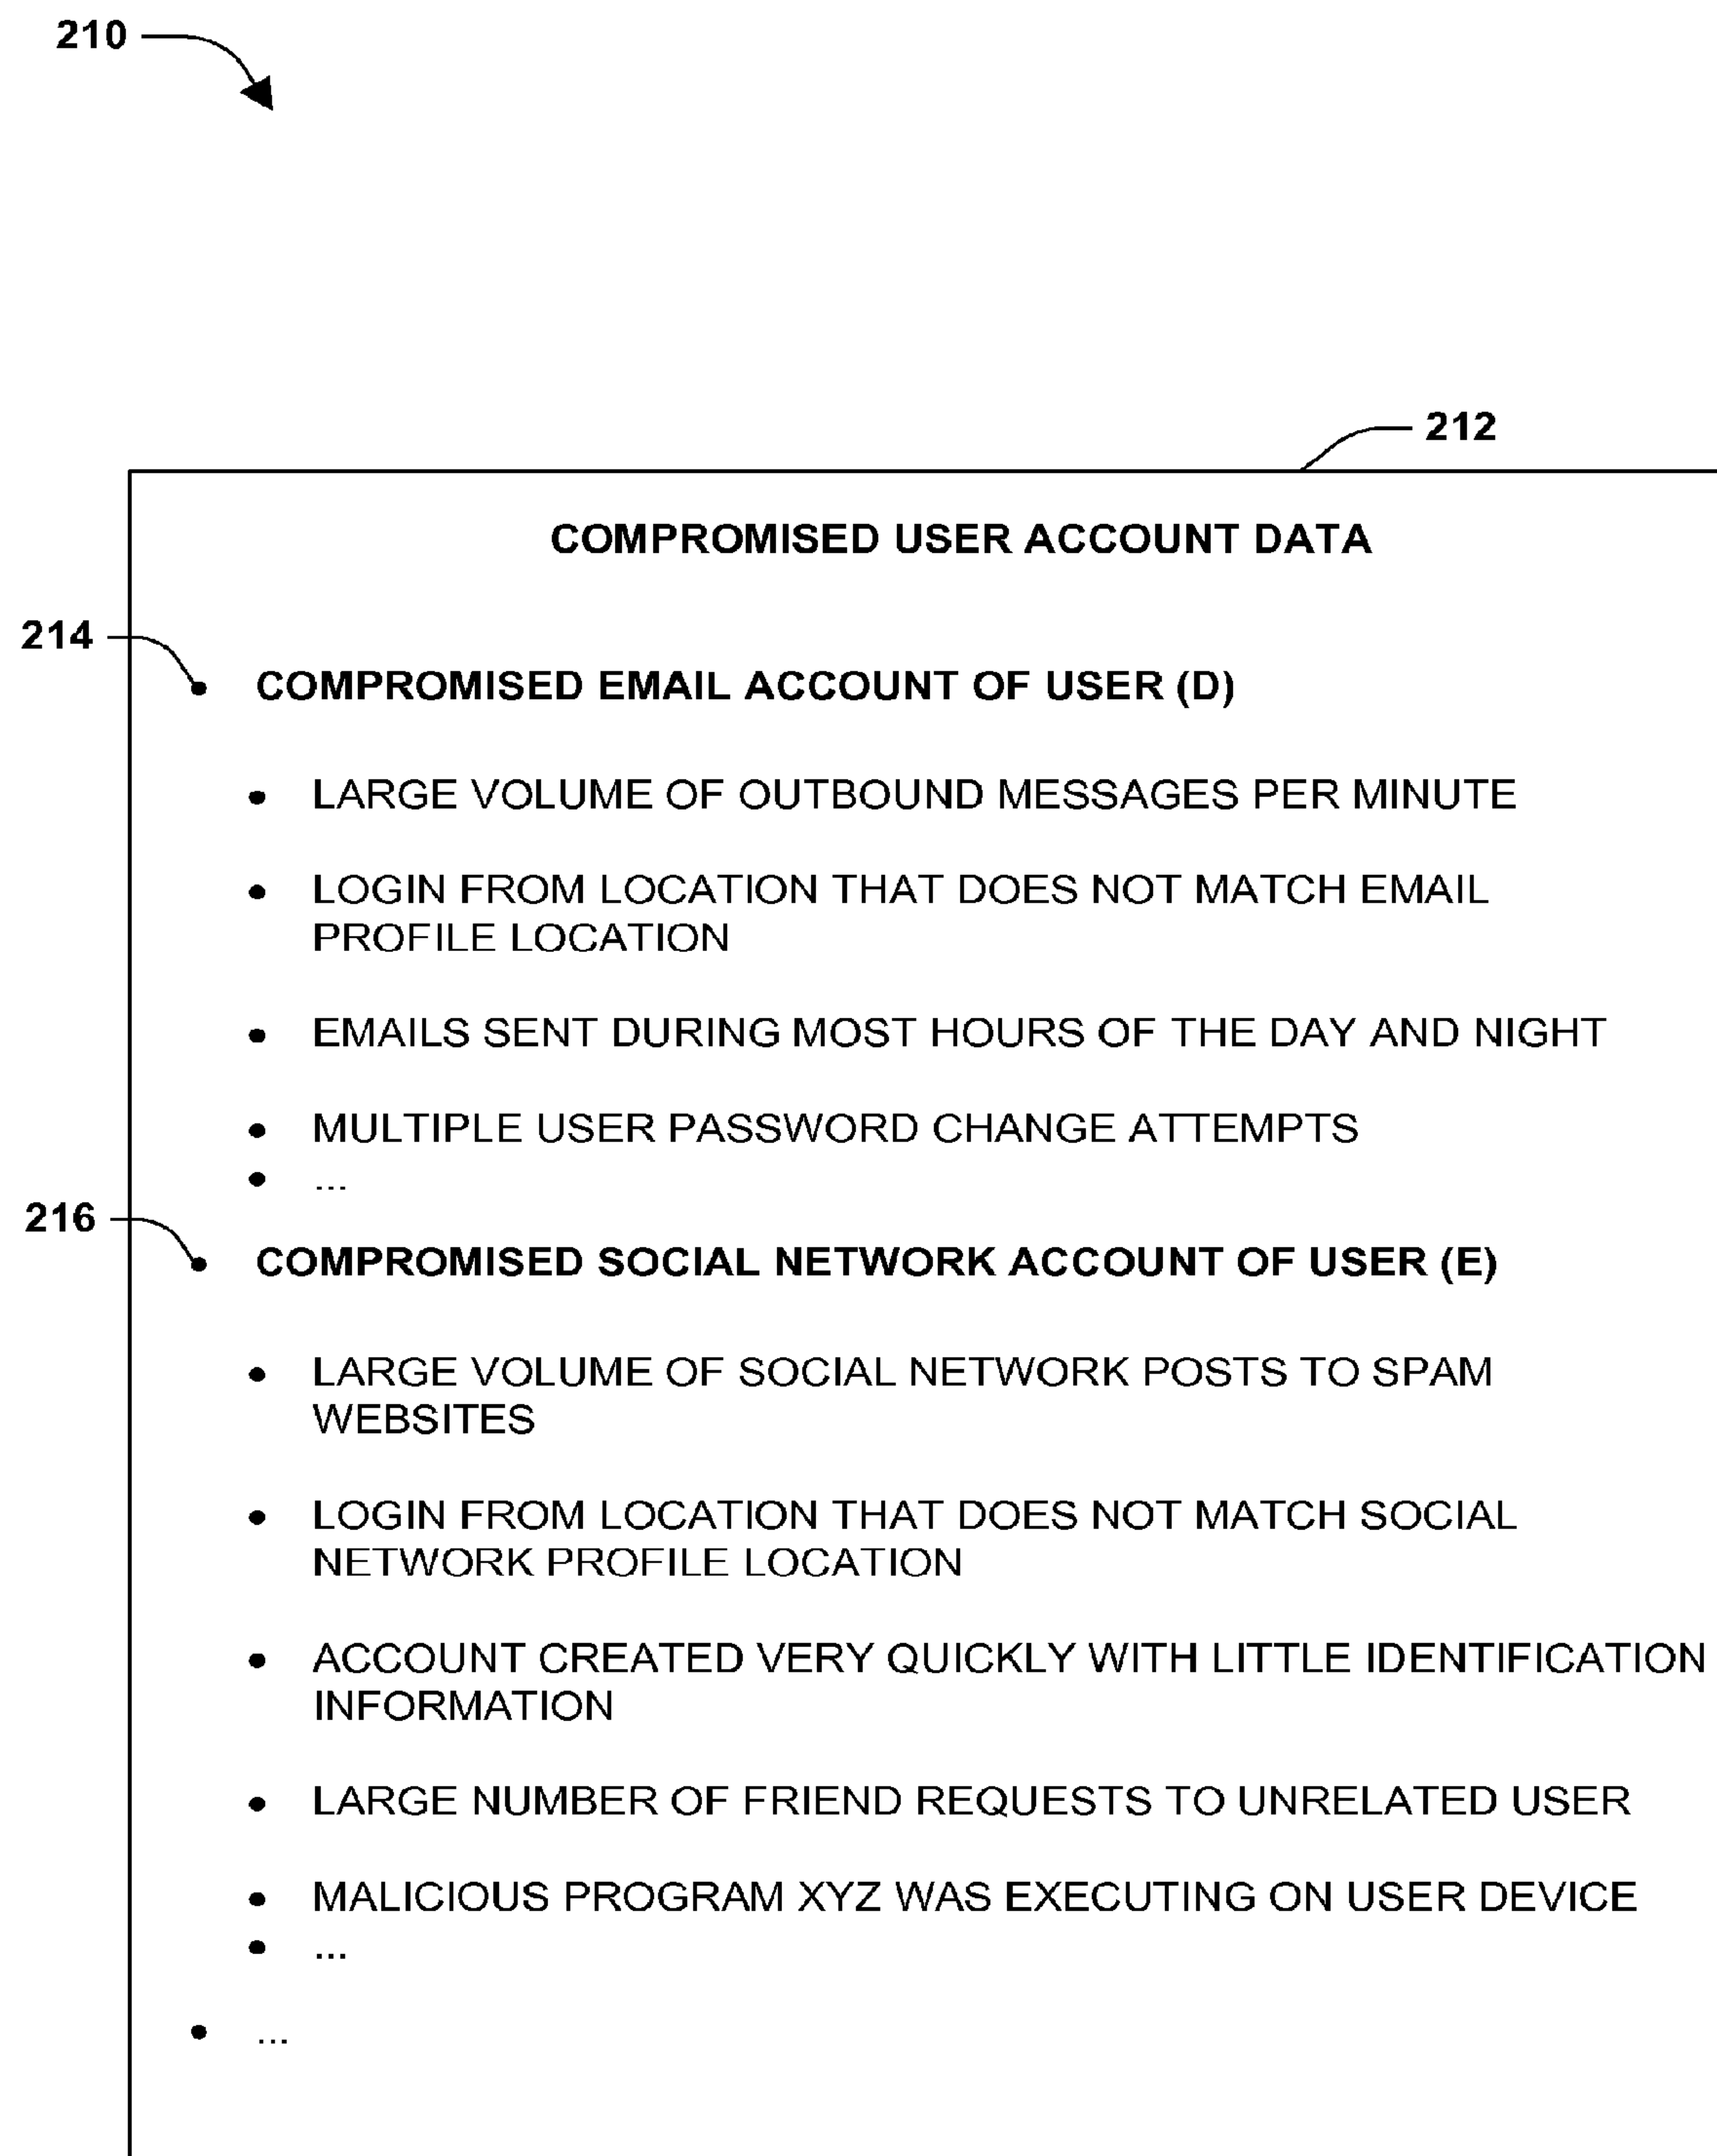 210
212
COMPROMISED USER ACCOUNT DATA
214
• COMPROMISED EMAIL ACCOUNT OF USER (D)
• LARGE VOLUME OF OUTBOUND MESSAGES PER MINUTE
• LOGIN FROM LOCATION THAT DOES NOT MATCH EMAIL
PROFILE LOCATION
• EMAILS SENT DURING MOST HOURS OF THE DAY AND NIGHT
• MULTIPLE USER PASSWORD CHANGE ATTEMPTS
• ...
216
• COMPROMISED SOCIAL NETWORK ACCOUNT OF USER (E)
• LARGE VOLUME OF SOCIAL NETWORK POSTS TO SPAM
WEBSITES
• LOGIN FROM LOCATION THAT DOES NOT MATCH SOCIAL
NETWORK PROFILE LOCATION
• ACCOUNT CREATED VERY QUICKLY WITH LITTLE IDENTIFICATION
INFORMATION
• LARGE NUMBER OF FRIEND REQUESTS TO UNRELATED USER
• MALICIOUS PROGRAM XYZ WAS EXECUTING ON USER DEVICE
• ...
• ...